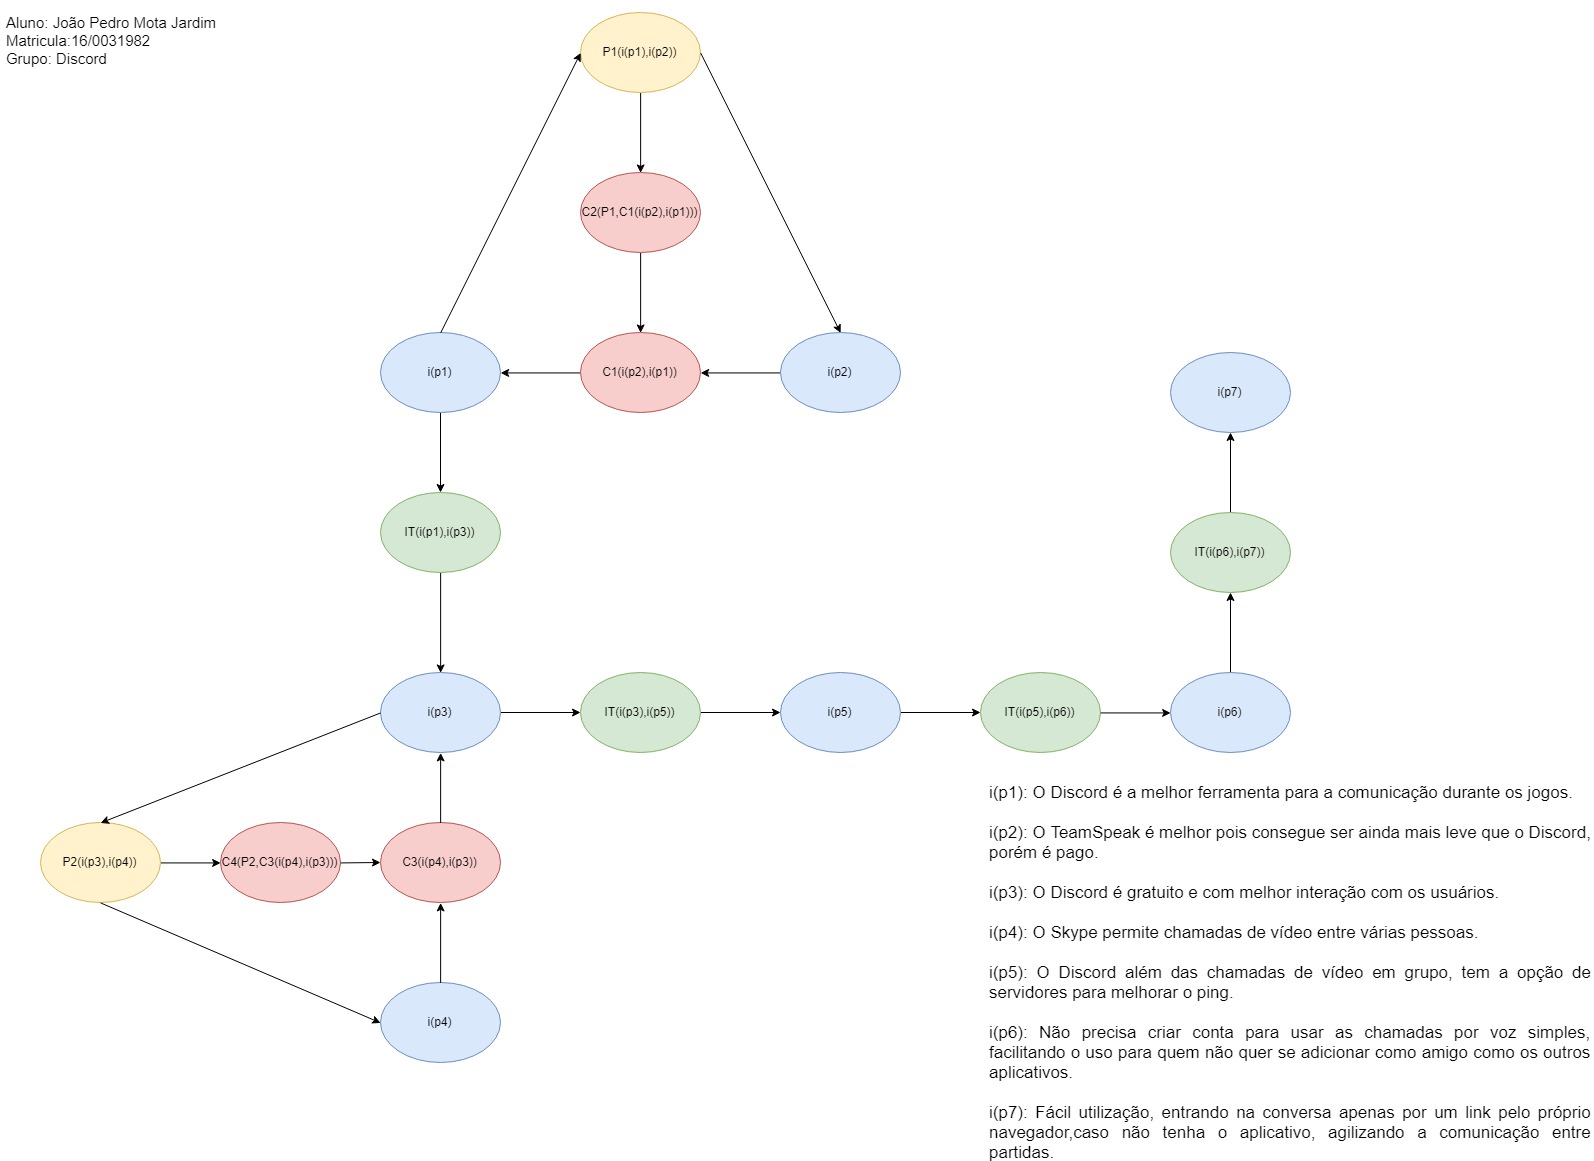 Aluno: João Pedro Mota Jardim
Matricula:16/0031982
Grupo: Discord
P1(i(p1),i(p2))
C2(P1,C1(i(p2),i(p1)))
i(p1)
C1(i(p2),i(p1))
i(p2)
i(p7)
IT(i(p1),i(p3))
IT(i(p6),i(p7))
i(p3)
IT(i(p3),i(p5))
i(p5)
IT(i(p5),i(p6))
i(p6)
P2(i(p3),i(p4))
C4(P2,C3(i(p4),i(p3)))
C3(i(p4),i(p3))
i(p4)
i(p1): O Discord é a melhor ferramenta para a comunicação durante os jogos.
i(p2): O TeamSpeak é melhor pois consegue ser ainda mais leve que o Discord,
porém é pago.
i(p3): O Discord é gratuito e com melhor interação com os usuários.
i(p4): O Skype permite chamadas de vídeo entre várias pessoas.
i(p5): O Discord além das chamadas de vídeo em grupo, tem a opção de
servidores para melhorar o ping.
i(p6): Não precisa criar conta para usar as chamadas por voz simples,
facilitando o uso para quem não quer se adicionar como amigo como os outros
aplicativos.
i(p7): Fácil utilização, entrando na conversa apenas por um link pelo próprio
navegador,caso não tenha o aplicativo, agilizando a comunicação entre
partidas.